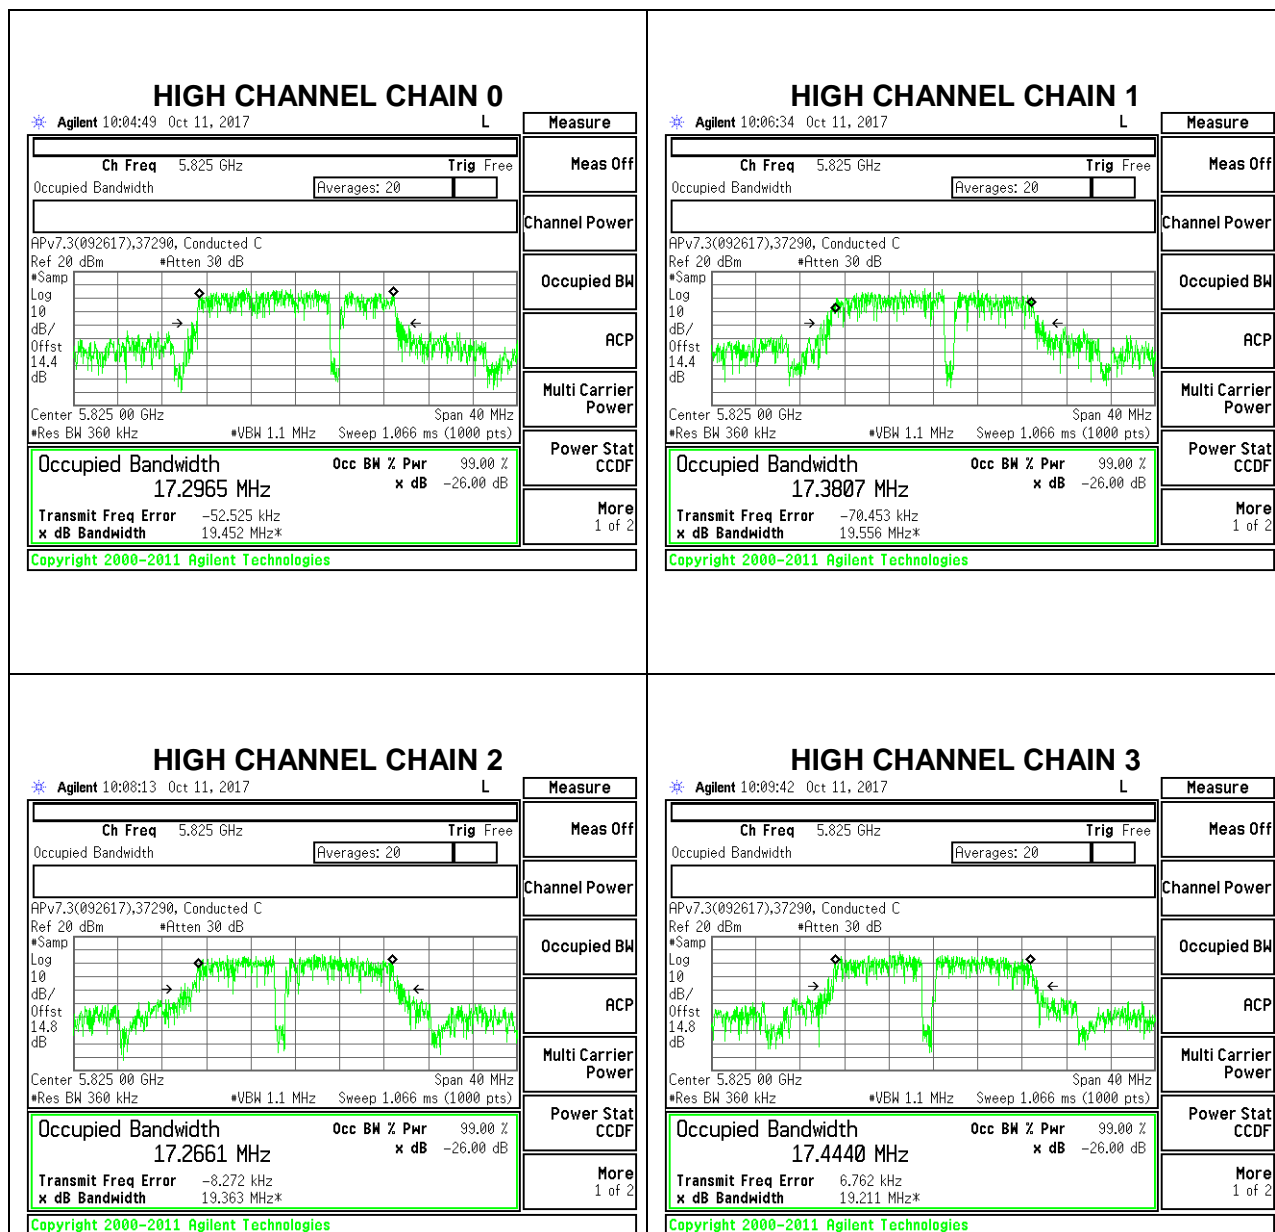 HIGH CHANNEL CHAIN 0
Agilent 10:04:49 Oct 11, 2017 L Measure
Ch Freq 5.825 GHz Trig Free Meas Off
Occupied Bandwidth Averages: 20
Channel Power
APv7.3(092617),37290, Conducted C
Ref 20 dBm #Atten 30 dB
#Samp Occupied BW
Log
10
dB/ ACP
Offst
14.4
dB Multi Carrier Power
Center 5.825 00 GHz Span 40 MHz
#Res BW 360 kHz #VBW 1.1 MHz Sweep 1.066 ms (1000 pts)
Power Stat CCDF
Occupied Bandwidth Occ BW % Pwr 99.00 %
17.2965 MHz x dB -26.00 dB
Transmit Freq Error -52.525 kHz More
x dB Bandwidth 19.452 MHz* 1 of 2
Copyright 2000-2011 Agilent Technologies
HIGH CHANNEL CHAIN 1
Agilent 10:06:34 Oct 11, 2017 L Measure
Ch Freq 5.825 GHz Trig Free Meas Off
Occupied Bandwidth Averages: 20
Channel Power
APv7.3(092617),37290, Conducted C
Ref 20 dBm #Atten 30 dB
#Samp Occupied BW
Log
10
dB/ ACP
Offst
14.4
dB Multi Carrier Power
Center 5.825 00 GHz Span 40 MHz
#Res BW 360 kHz #VBW 1.1 MHz Sweep 1.066 ms (1000 pts)
Power Stat CCDF
Occupied Bandwidth Occ BW % Pwr 99.00 %
17.3807 MHz x dB -26.00 dB
Transmit Freq Error -70.453 kHz More
x dB Bandwidth 19.556 MHz* 1 of 2
Copyright 2000-2011 Agilent Technologies
HIGH CHANNEL CHAIN 2
Agilent 10:08:13 Oct 11, 2017 L Measure
Ch Freq 5.825 GHz Trig Free Meas Off
Occupied Bandwidth Averages: 20
Channel Power
APv7.3(092617),37290, Conducted C
Ref 20 dBm #Atten 30 dB
#Samp Occupied BW
Log
10
dB/ ACP
Offst
14.8
dB Multi Carrier Power
Center 5.825 00 GHz Span 40 MHz
#Res BW 360 kHz #VBW 1.1 MHz Sweep 1.066 ms (1000 pts)
Power Stat CCDF
Occupied Bandwidth Occ BW % Pwr 99.00 %
17.2661 MHz x dB -26.00 dB
Transmit Freq Error -8.272 kHz More
x dB Bandwidth 19.363 MHz* 1 of 2
Copyright 2000-2011 Agilent Technologies
HIGH CHANNEL CHAIN 3
Agilent 10:09:42 Oct 11, 2017 L Measure
Ch Freq 5.825 GHz Trig Free Meas Off
Occupied Bandwidth Averages: 20
Channel Power
APv7.3(092617),37290, Conducted C
Ref 20 dBm #Atten 30 dB
#Samp Occupied BW
Log
10
dB/ ACP
Offst
14.8
dB Multi Carrier Power
Center 5.825 00 GHz Span 40 MHz
#Res BW 360 kHz #VBW 1.1 MHz Sweep 1.066 ms (1000 pts)
Power Stat CCDF
Occupied Bandwidth Occ BW % Pwr 99.00 %
17.4440 MHz x dB -26.00 dB
Transmit Freq Error 6.762 kHz More
x dB Bandwidth 19.211 MHz* 1 of 2
Copyright 2000-2011 Agilent Technologies